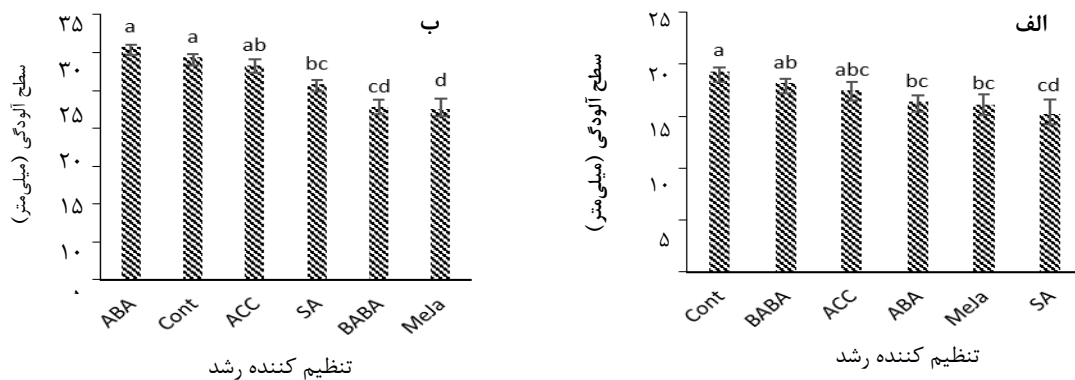 الف
سطح آلودگی (میلی‌متر)
۲۵
۲۰
۱۵
۱۰
۵
a
ab
abc
bc
bc
cd
Cont
BABA
ACC
ABA
MeJa
SA
تنظیم کننده رشد
ب
سطح آلودگی (میلی‌متر)
۳۵
۳۰
۲۵
۲۰
۱۵
۱۰
a
a
ab
bc
cd
d
ABA
Cont
ACC
SA
BABA
MeJa
تنظیم کننده رشد